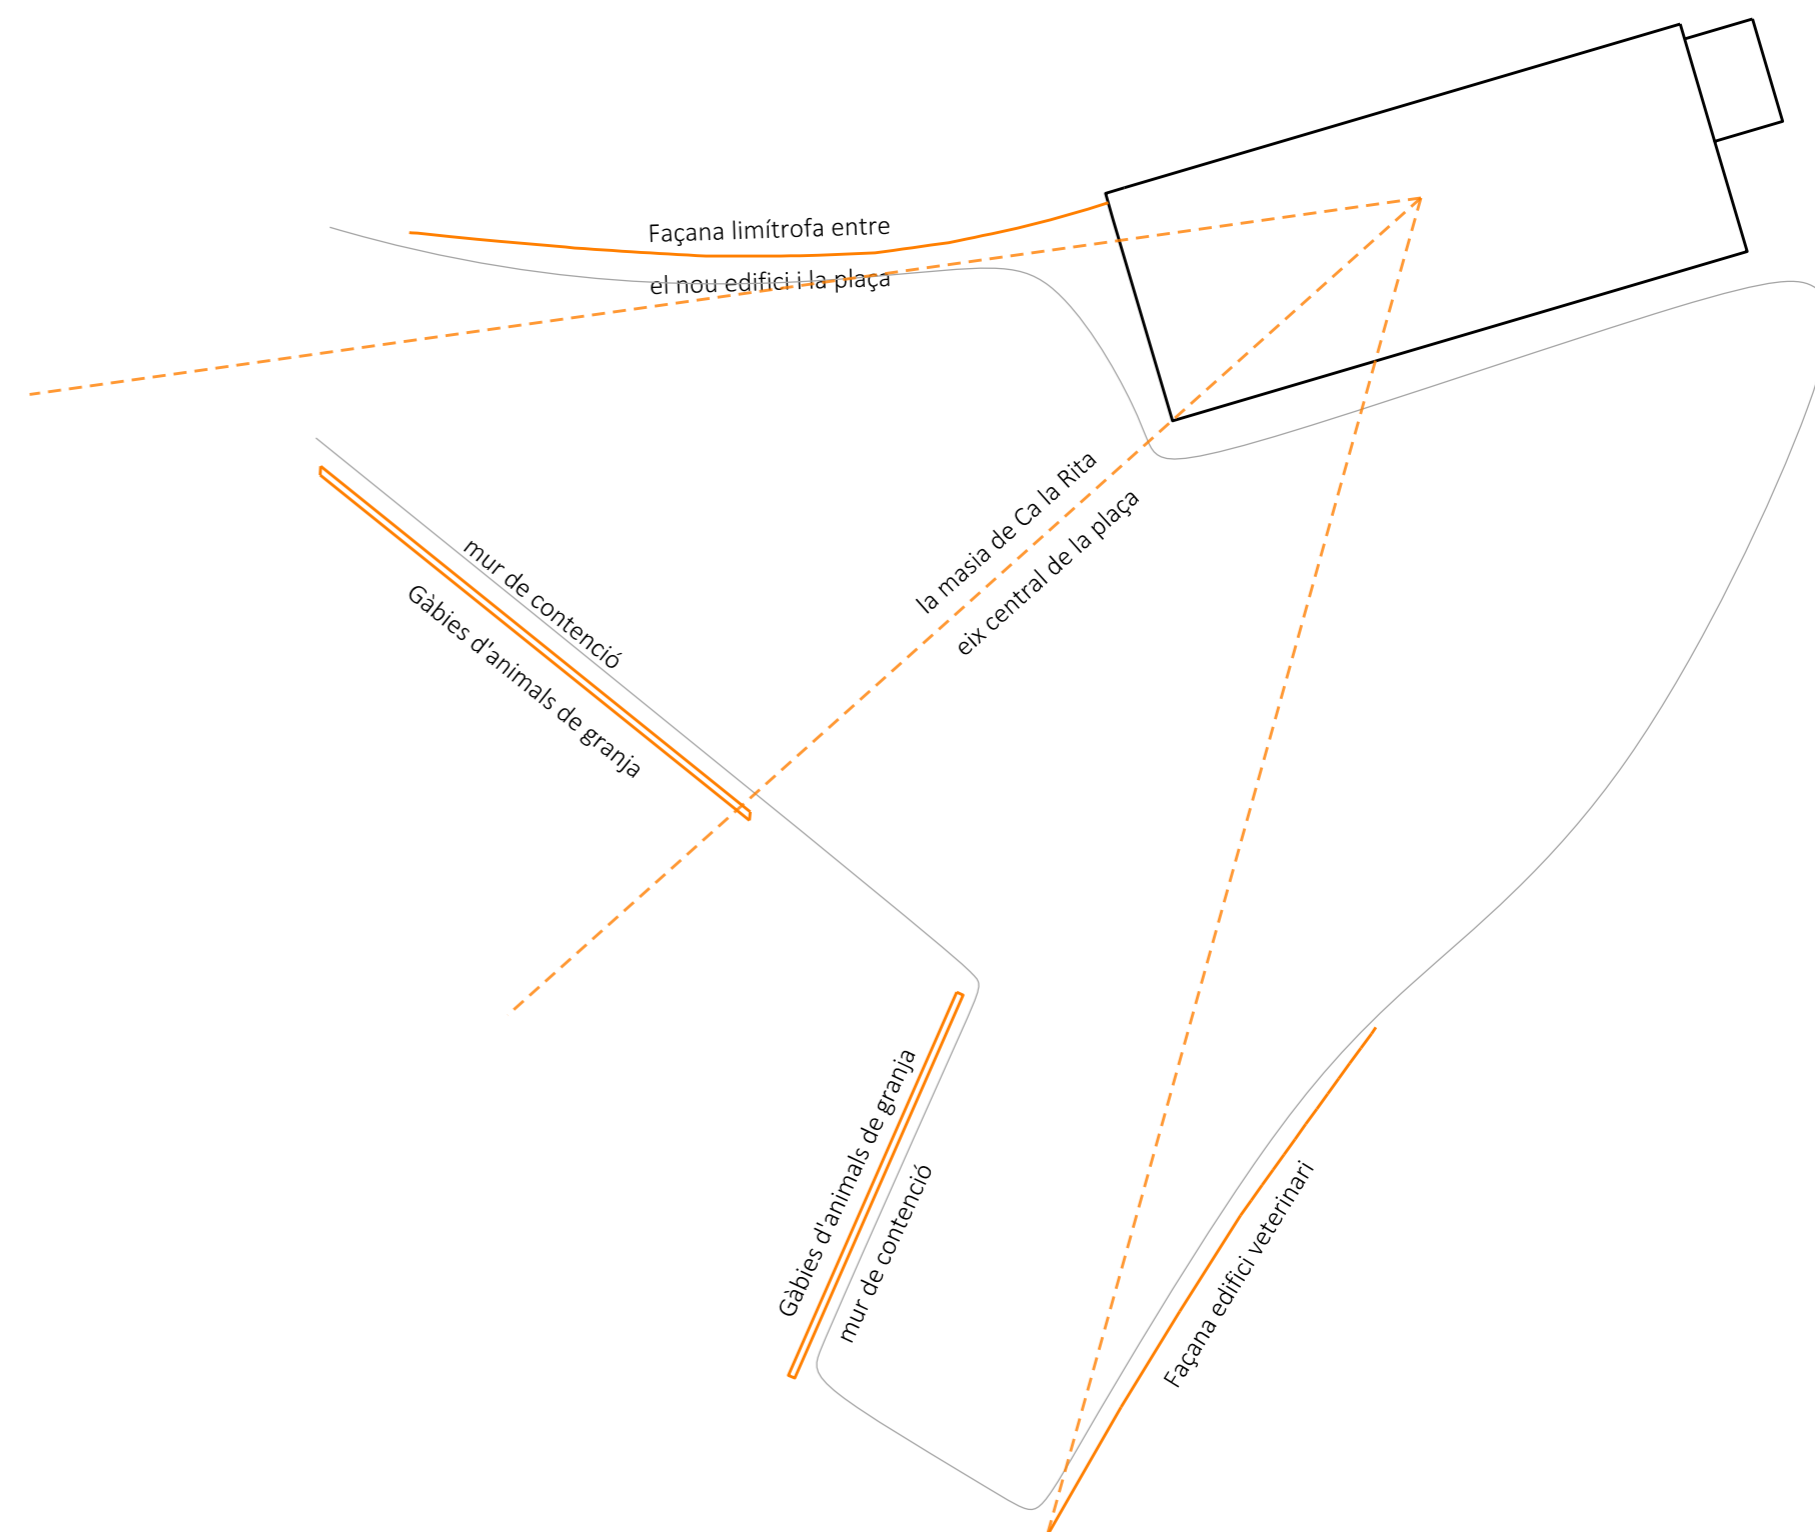 Façana limítrofa entre
el nou edifici i la plaça
la masia de Ca la Rita
eix central de la plaça
mur de contenció
Gàbies d'animals de granja
Gàbies d'animals de granja
mur de contenció
Façana edifici veterinari